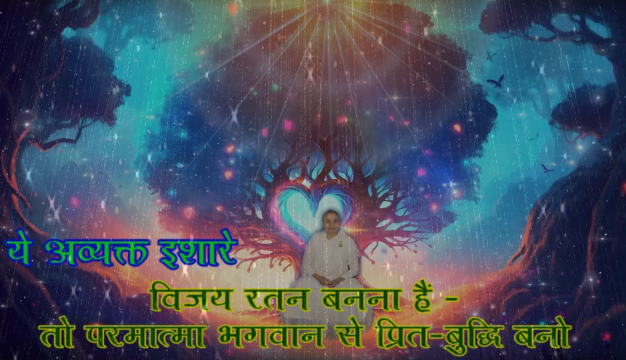 ये अव्यक्त इशारे
विजय रतन बनना हैं -
तो परमात्मा भगवान से प्रित-बुद्धि बनो